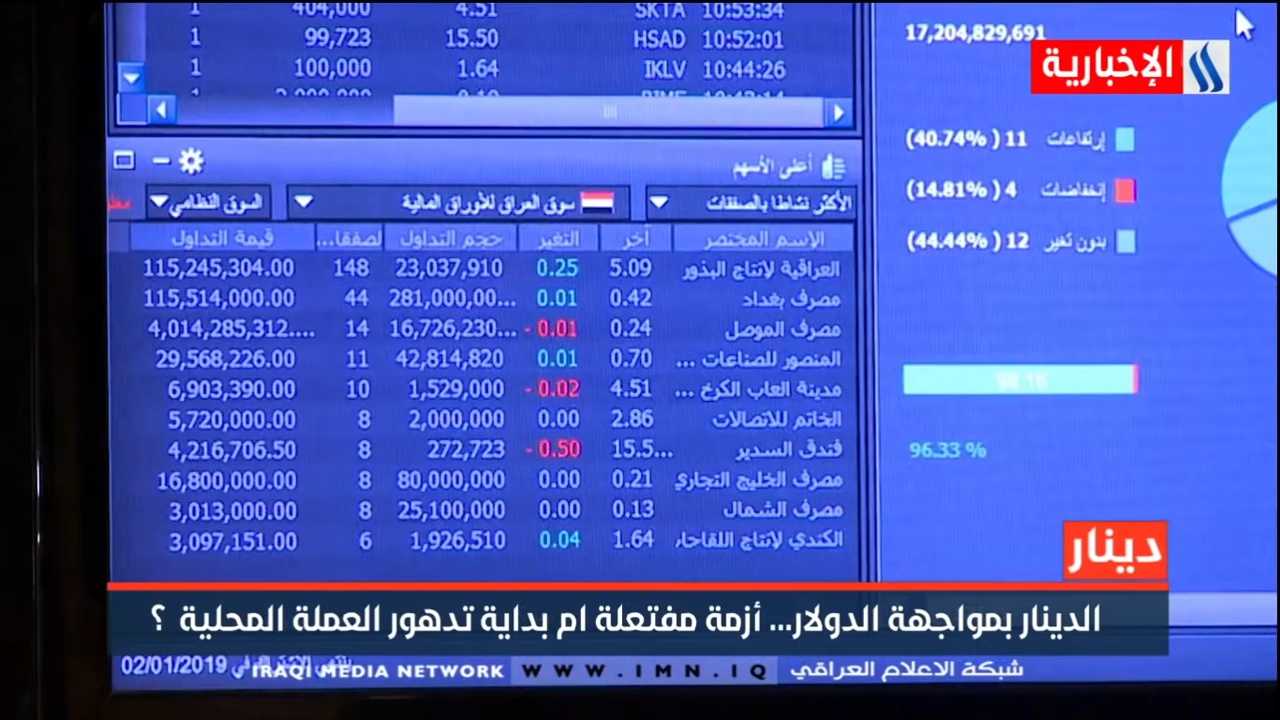 404,000 4.51 SKTA 10:53:34
1 99,723 15.50 HSAD 10:52:01
1 100,000 1.64 IKLV 10:44:26
17,204,829,691
الإخبارية
إرتفاعات 11 (40.74%)
إنخفاضات 4 (14.81%)
بدون تغير 12 (44.44%)
أعلى الأسهم
الأكثر نشاطا بالصفقات سوق العراق للأوراق المالية السوق النظامي
الإسم المختصر آخر التغير حجم التداول لصفقا... قيمة التداول
العراقية لإنتاج البذور 5.09 0.25 23,037,910 148 115,245,304.00
مصرف بغداد 0.42 0.01 281,000,00... 44 115,514,000.00
مصرف الموصل 0.24 - 0.01 16,726,230... 14 4,014,285,312....
المنصور للصناعات ... 0.70 0.01 42,814,820 11 29,568,226.00
مدينة العاب الكرخ ... 4.51 - 0.02 1,529,000 10 6,903,390.00
الخاتم للاتصالات 2.86 0.00 2,000,000 8 5,720,000.00
فندق السدير 15.5... - 0.50 272,723 8 4,216,706.50
مصرف الخليج التجاري 0.21 0.00 80,000,000 8 16,800,000.00
مصرف الشمال 0.13 0.00 25,100,000 8 3,013,000.00
الكندي لإنتاج اللقاحا 1.64 0.04 1,926,510 6 3,097,151.00
96.33 %
دينار
الدينار بمواجهة الدولار... أزمة مفتعلة ام بداية تدهور العملة المحلية ؟
02/01/2019
شبكة الاعلام العراقي WWW.IMN.IQ IRAQI MEDIA NETWORK